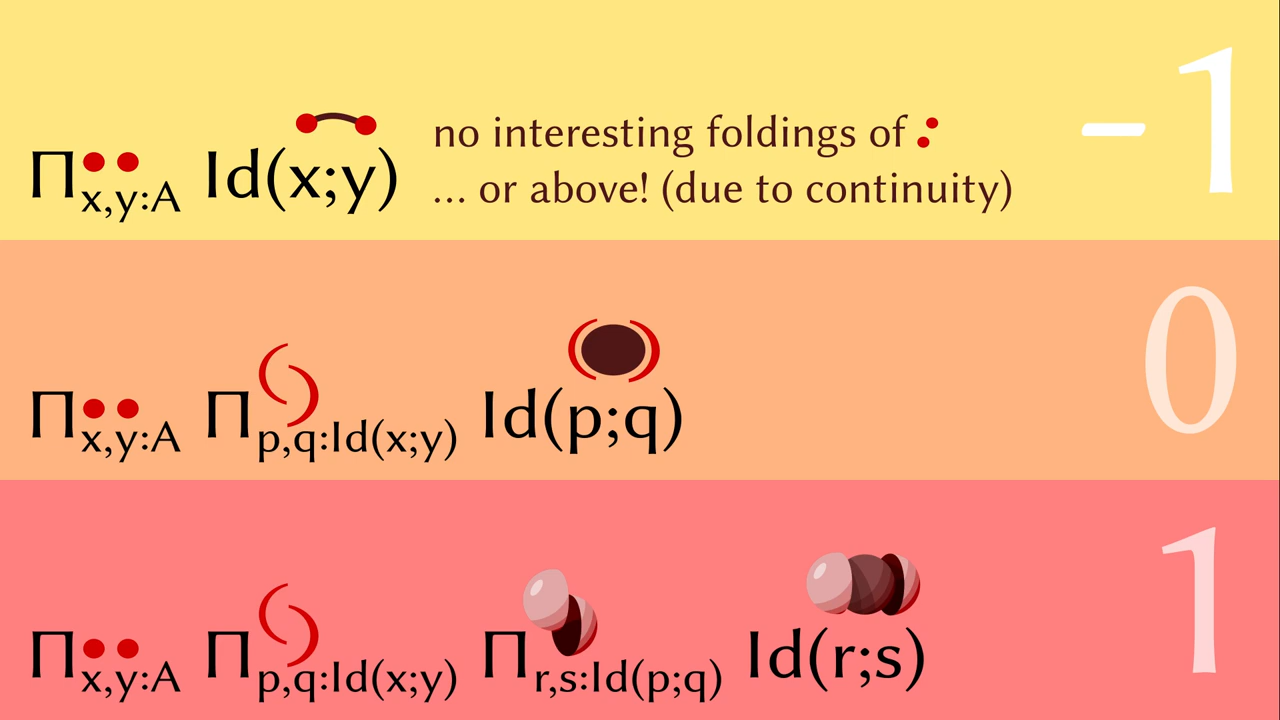 Πx,y:A Id(x;y) no interesting foldings of
... or above! (due to continuity)
-1
Πx,y:A Πp,q:Id(x;y) Id(p;q)
0
Πx,y:A Πp,q:Id(x;y) Πr,s:Id(p;q) Id(r;s)
1